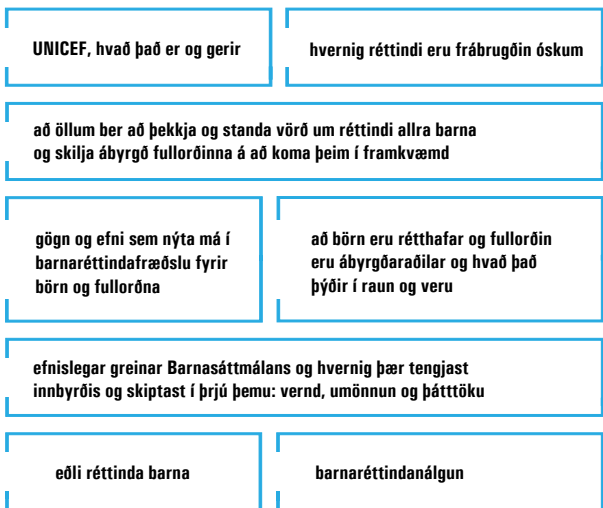 UNICEF, hvað það er og gerir
hvernig réttindi eru frábrugðin óskum
að öllum ber að þekkja og standa vörð um réttindi allra barna
og skilja ábyrgð fullorðinna á að koma þeim í framkvæmd
gögn og efni sem nýta má í
barnaréttindafræðslu fyrir
börn og fullorðna
að börn eru rétthafar og fullorðin
eru ábyrgðaraðilar og hvað það
þýðir í raun og veru
efnislegar greinar Barnasáttmálans og hvernig þær tengjast
innbyrðis og skiptast í þrjú þemu: vernd, umönnun og þátttöku
eðli réttinda barna
barnaréttindanálgun